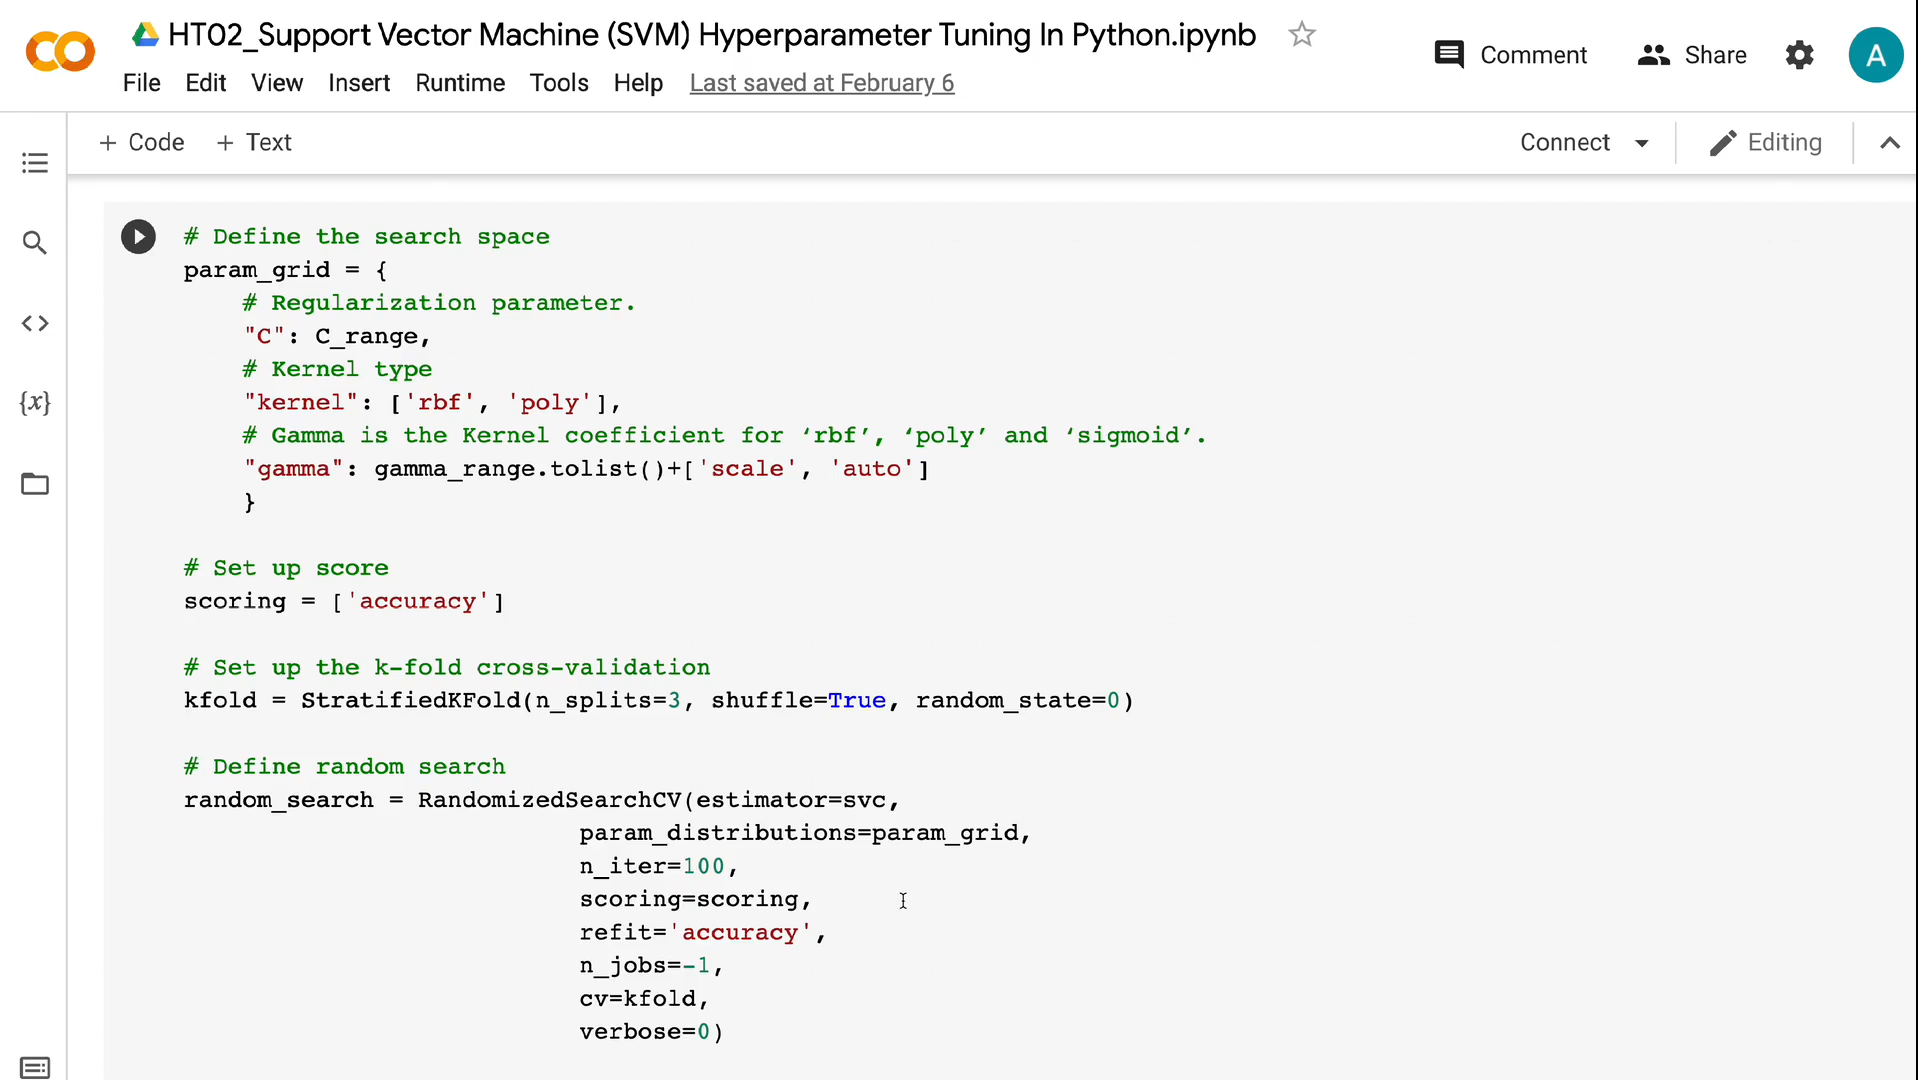 HT02_Support Vector Machine (SVM) Hyperparameter Tuning In Python.ipynb
File Edit View Insert Runtime Tools Help Last saved at February 6
Comment Share A
+ Code + Text
Connect Editing
# Define the search space
param_grid = {
# Regularization parameter.
"C": C_range,
# Kernel type
"kernel": ['rbf', 'poly'],
# Gamma is the Kernel coefficient for ‘rbf’, ‘poly’ and ‘sigmoid’.
"gamma": gamma_range.tolist()+['scale', 'auto']
}
# Set up score
scoring = ['accuracy']
# Set up the k-fold cross-validation
kfold = StratifiedKFold(n_splits=3, shuffle=True, random_state=0)
# Define random search
random_search = RandomizedSearchCV(estimator=svc,
param_distributions=param_grid,
n_iter=100,
scoring=scoring,
refit='accuracy',
n_jobs=-1,
cv=kfold,
verbose=0)
{x}